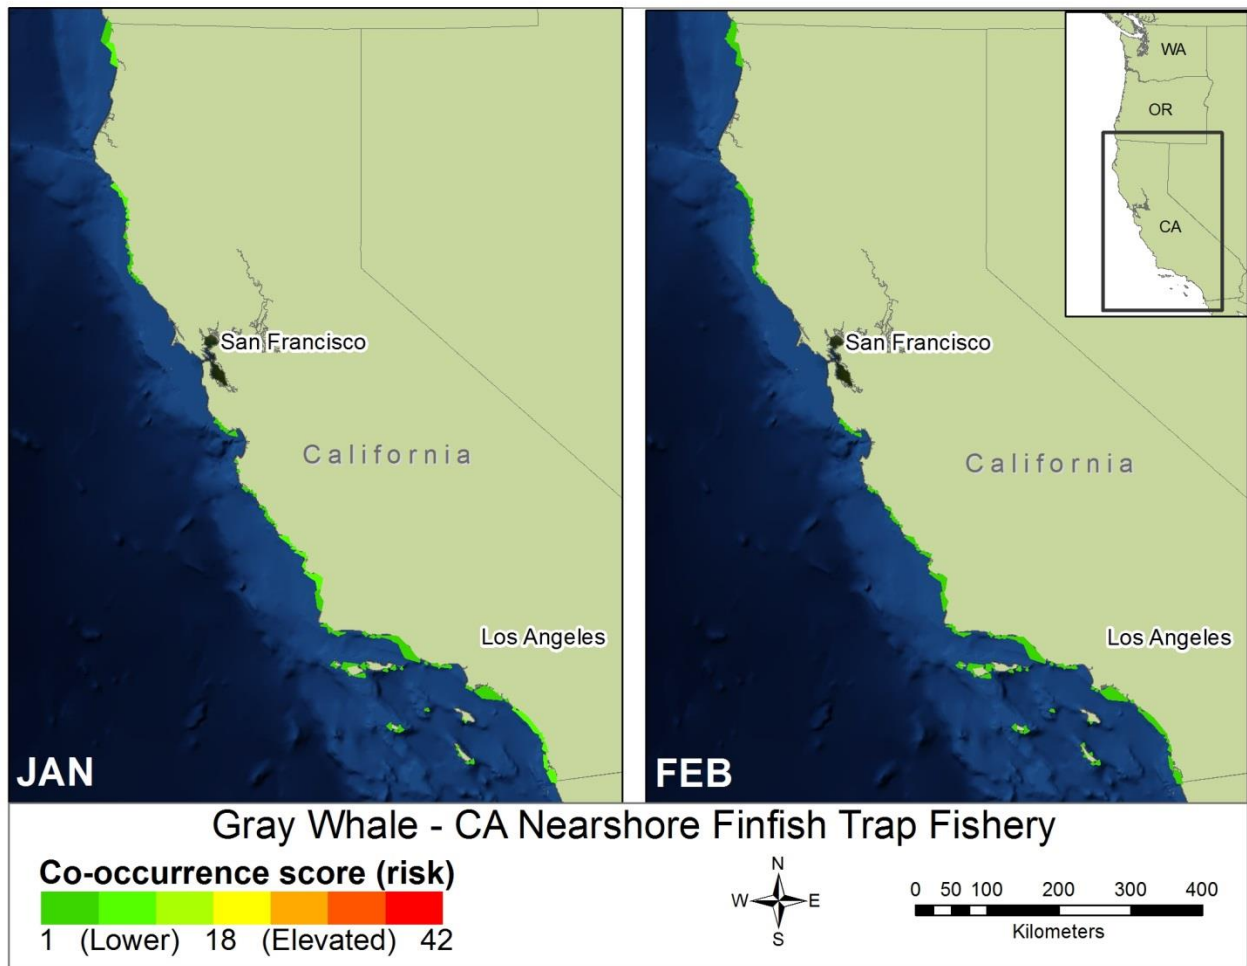 WA
OR
CA
San Francisco
California
Los Angeles
JAN
San Francisco
California
Los Angeles
FEB
Gray Whale - CA Nearshore Finfish Trap Fishery
Co-occurrence score (risk)
1 (Lower) 18 (Elevated) 42
N
W E
S
0 50 100 200 300 400
Kilometers